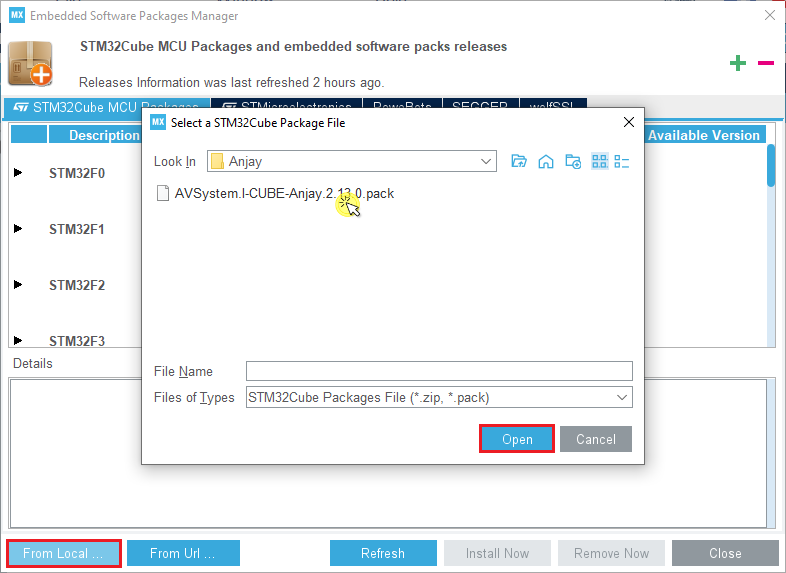 MX Embedded Software Packages Manager
STM32Cube MCU Packages and embedded software packs releases
Releases Information was last refreshed 2 hours ago.
STM32Cube MCU Packages STMicroelectronics RoweBots SEGGER wolfSSL
Description Available Version
MX Select a STM32Cube Package File
Look In Anjay
AVSystem.I-CUBE-Anjay.2.13.0.pack
STM32F0
STM32F1
STM32F2
STM32F3
Details
File Name
Files of Types STM32Cube Packages File (*.zip, *.pack)
Open Cancel
From Local ... From Url ... Refresh Install Now Remove Now Close